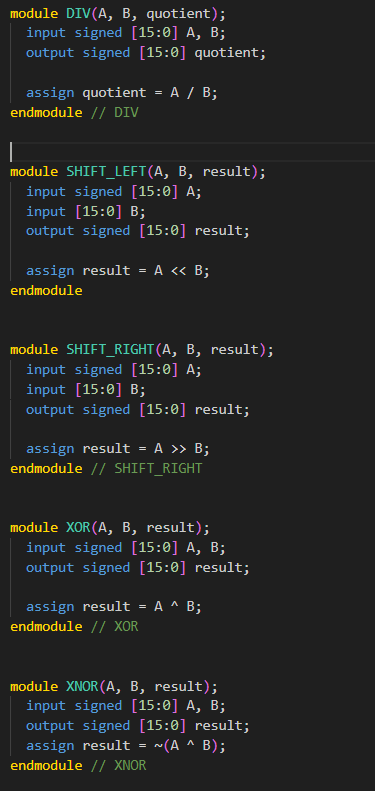 module DIV(A, B, quotient);
  input signed [15:0] A, B;
  output signed [15:0] quotient;

  assign quotient = A / B;
endmodule // DIV


module SHIFT_LEFT(A, B, result);
  input signed [15:0] A;
  input [15:0] B;
  output signed [15:0] result;

  assign result = A << B;
endmodule


module SHIFT_RIGHT(A, B, result);
  input signed [15:0] A;
  input [15:0] B;
  output signed [15:0] result;

  assign result = A >> B;
endmodule // SHIFT_RIGHT


module XOR(A, B, result);
  input signed [15:0] A, B;
  output signed [15:0] result;

  assign result = A ^ B;
endmodule // XOR


module XNOR(A, B, result);
  input signed [15:0] A, B;
  output signed [15:0] result;
  assign result = ~(A ^ B);
endmodule // XNOR